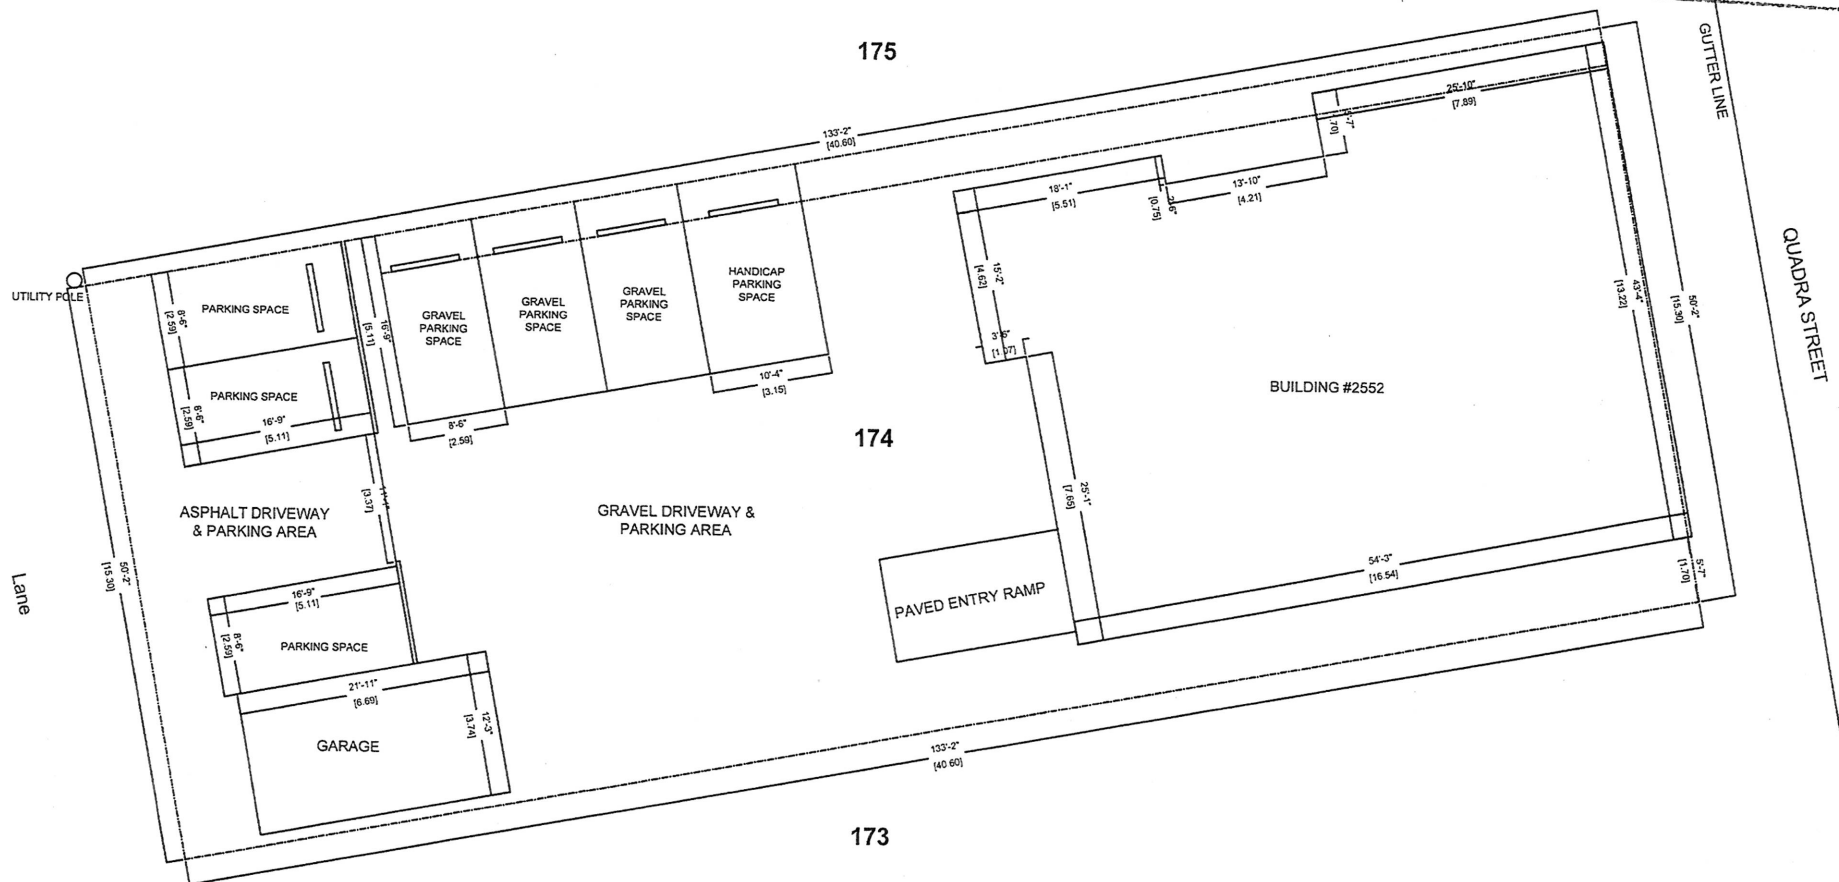 175
GUTTER LINE
25'-10"
[7.89]
133'-2"
[40.60]
18'-1"
[5.51]
[0.75]
13'-10"
[4.21]
QUADRA STREET
UTILITY POLE
PARKING SPACE
8'-6"
[2.59]
16'-9"
[5.11]
GRAVEL
PARKING
SPACE
GRAVEL
PARKING
SPACE
GRAVEL
PARKING
SPACE
HANDICAP
PARKING
SPACE
15'-2"
[4.62]
43'-4"
[13.22]
50'-2"
[15.30]
3'-6"
[1.07]
PARKING SPACE
8'-6"
[2.59]
16'-9"
[5.11]
8'-6"
[2.59]
10'-4"
[3.15]
BUILDING #2552
174
[3.37]
ASPHALT DRIVEWAY
& PARKING AREA
GRAVEL DRIVEWAY &
PARKING AREA
25'-1"
[7.65]
Lane
50'-2"
[15.30]
16'-9"
[5.11]
8'-6"
[2.59]
PARKING SPACE
PAVED ENTRY RAMP
54'-3"
[16.54]
5'-7"
[1.70]
21'-11"
[6.69]
12'-3"
[3.74]
GARAGE
133'-2"
[40.60]
173